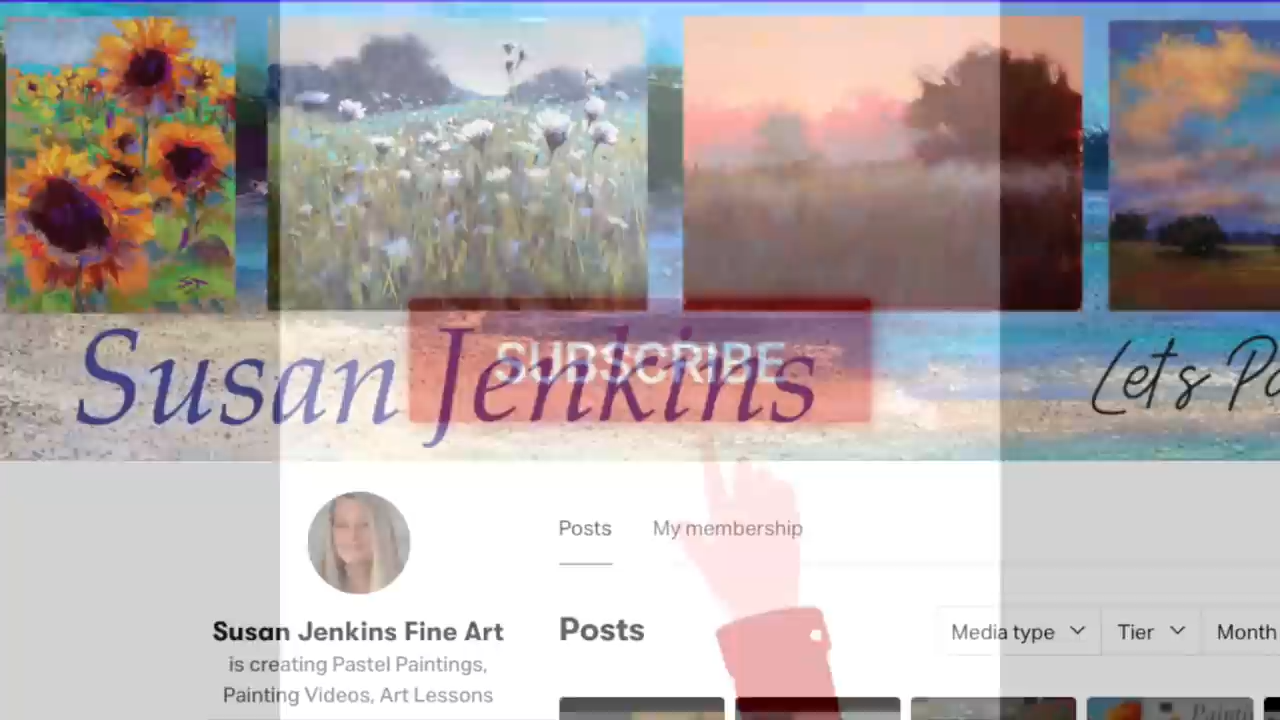 Susan Jenkins
SUBSCRIBE
Let's
Posts
My membership
Susan Jenkins Fine Art
is creating Pastel Paintings,
Painting Videos, Art Lessons
Posts
Media type
Tier
Month